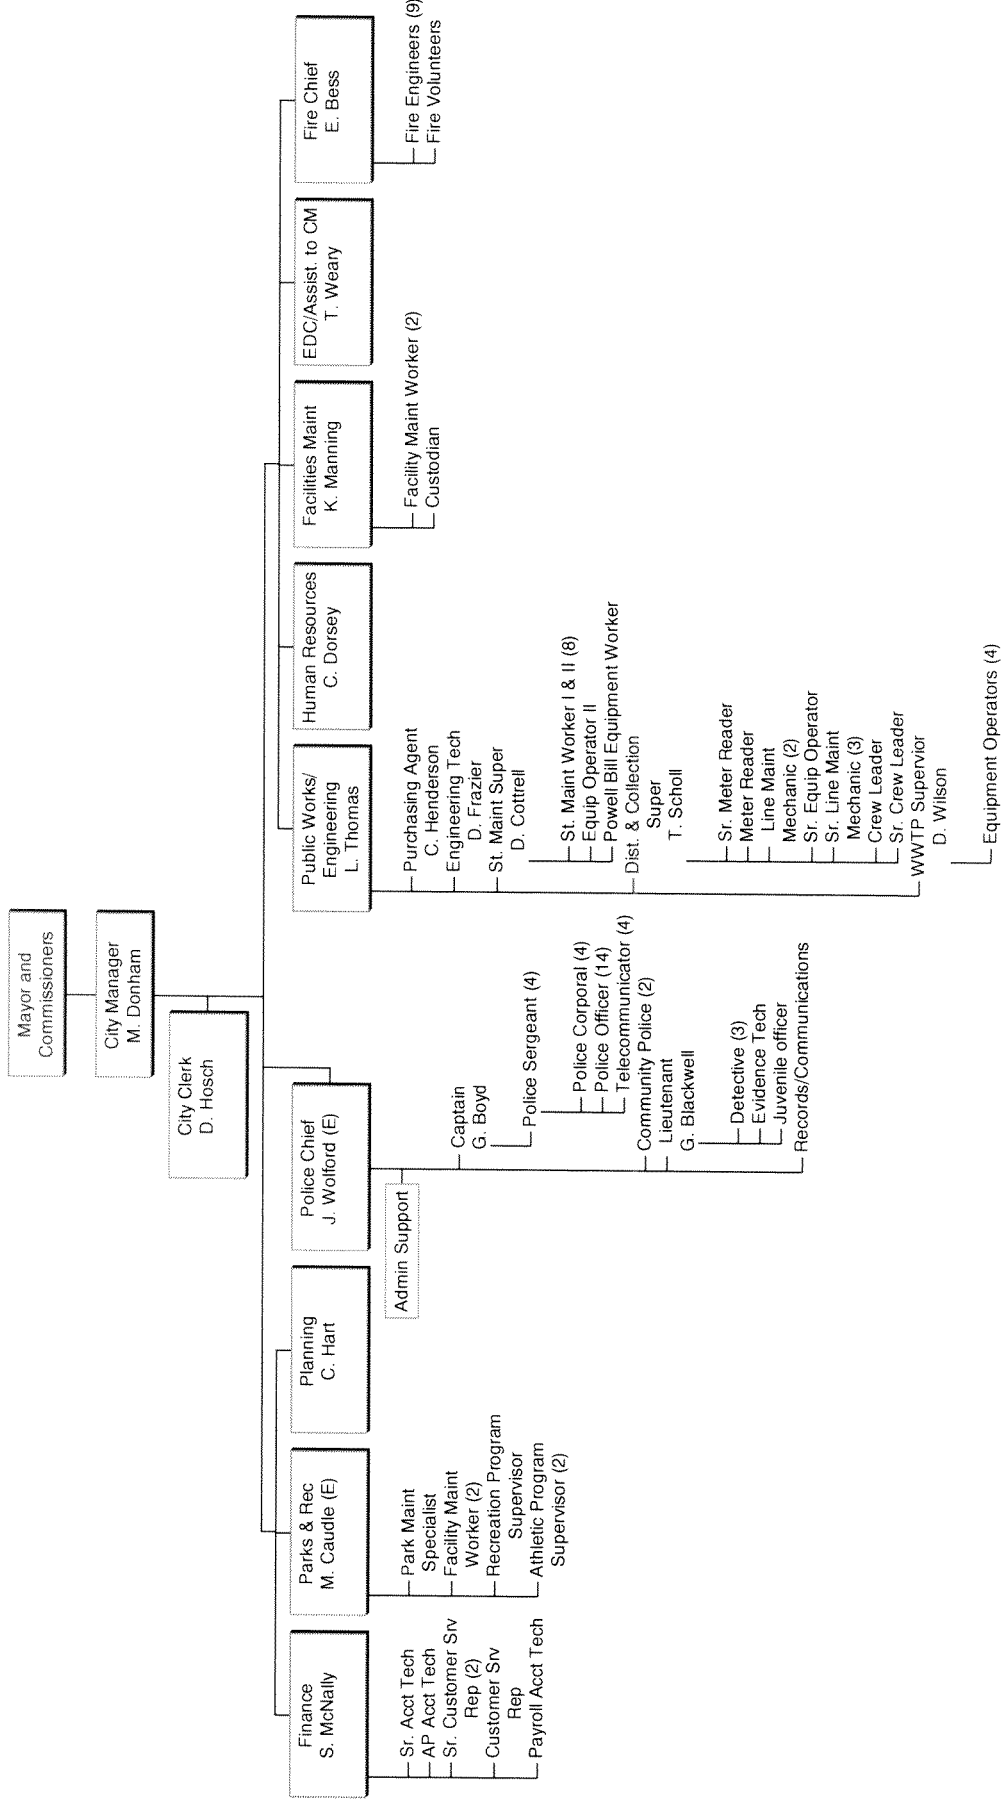 Mayor and
Commissioners
City Manager
M. Donham
City Clerk
D. Hosch
Finance
S. McNally
Sr. Acct Tech
AP Acct Tech
Sr. Customer Srv
Rep (2)
Customer Srv
Rep
Payroll Acct Tech
Parks & Rec
M. Caudle (E)
Park Maint
Specialist
Facility Maint
Worker (2)
Recreation Program
Supervisor
Athletic Program
Supervisor (2)
Planning
C. Hart
Police Chief
J. Wolford (E)
Admin Support
Captain
G. Boyd
Police Sergeant (4)
Police Corporal (4)
Police Officer (14)
Telecommunicator (4)
Community Police (2)
Lieutenant
G. Blackwell
Detective (3)
Evidence Tech
Juvenile officer
Records/Communications
Public Works/
Engineering
L. Thomas
Purchasing Agent
C. Henderson
Engineering Tech
D. Frazier
St. Maint Super
D. Cottrell
St. Maint Worker I & II (8)
Equip Operator II
Powell Bill Equipment Worker
Dist. & Collection
Super
T. Scholl
Sr. Meter Reader
Meter Reader
Line Maint
Mechanic (2)
Sr. Equip Operator
Sr. Line Maint
Mechanic (3)
Crew Leader
Sr. Crew Leader
WWTP Supervior
D. Wilson
Equipment Operators (4)
Human Resources
C. Dorsey
Facilities Maint
K. Manning
Facility Maint Worker (2)
Custodian
EDC/Assist. to CM
T. Weary
Fire Chief
E. Bess
Fire Engineers (9)
Fire Volunteers